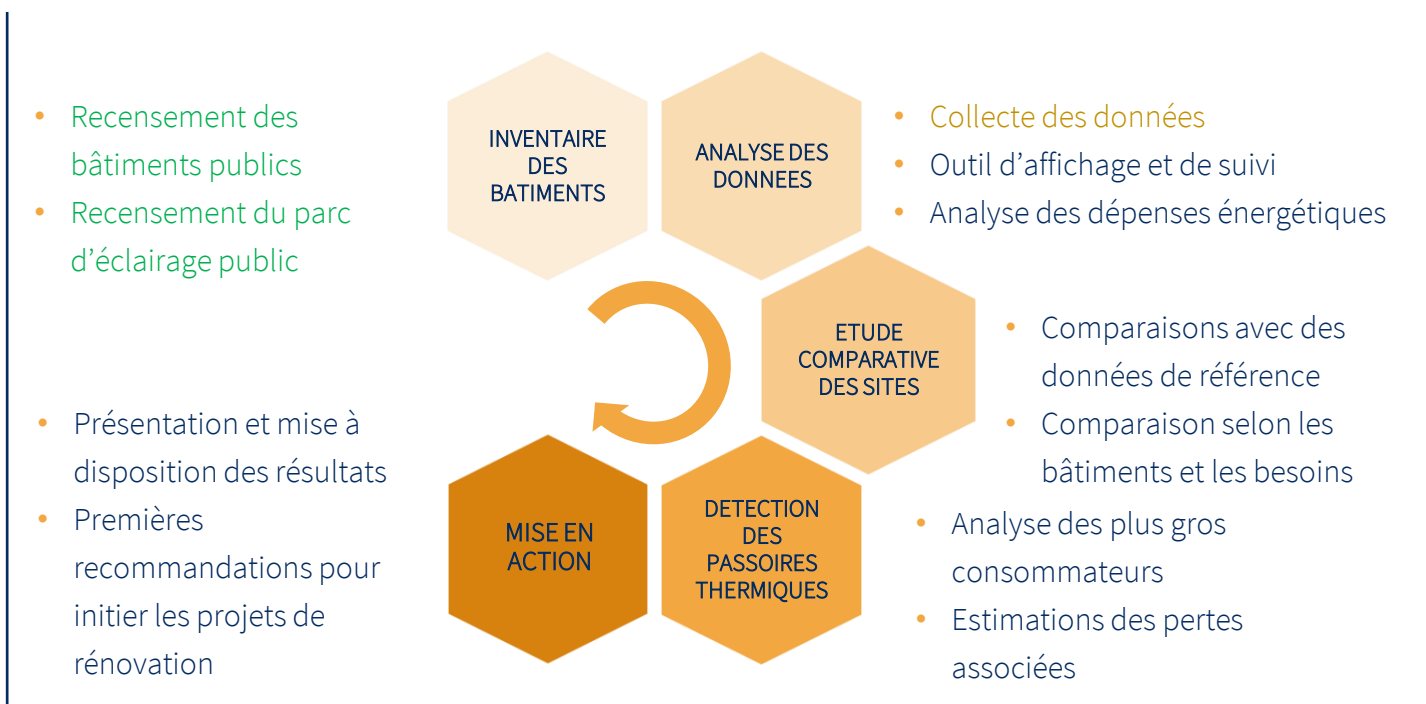 INVENTAIRE
DES
BATIMENTS
• Recensement des
bâtiments publics
• Recensement du parc
d’éclairage public
ANALYSE DES
DONNEES
• Collecte des données
• Outil d’affichage et de suivi
• Analyse des dépenses énergétiques
ETUDE
COMPARATIVE
DES SITES
• Comparaisons avec des
données de référence
• Comparaison selon les
bâtiments et les besoins
DETECTION
DES
PASSOIRES
THERMIQUES
• Analyse des plus gros
consommateurs
• Estimations des pertes
associées
MISE EN
ACTION
• Présentation et mise à
disposition des résultats
• Premières
recommandations pour
initier les projets de
rénovation